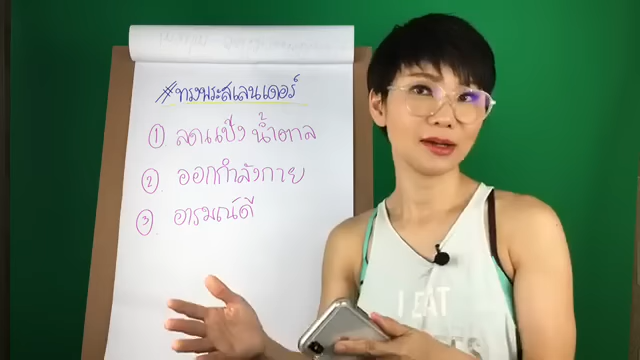 #ทรงพระสเลนเดอร์
① ลดแป้ง น้ำตาล
② ออกกำลังกาย
③ อารมณ์ดี
I EAT